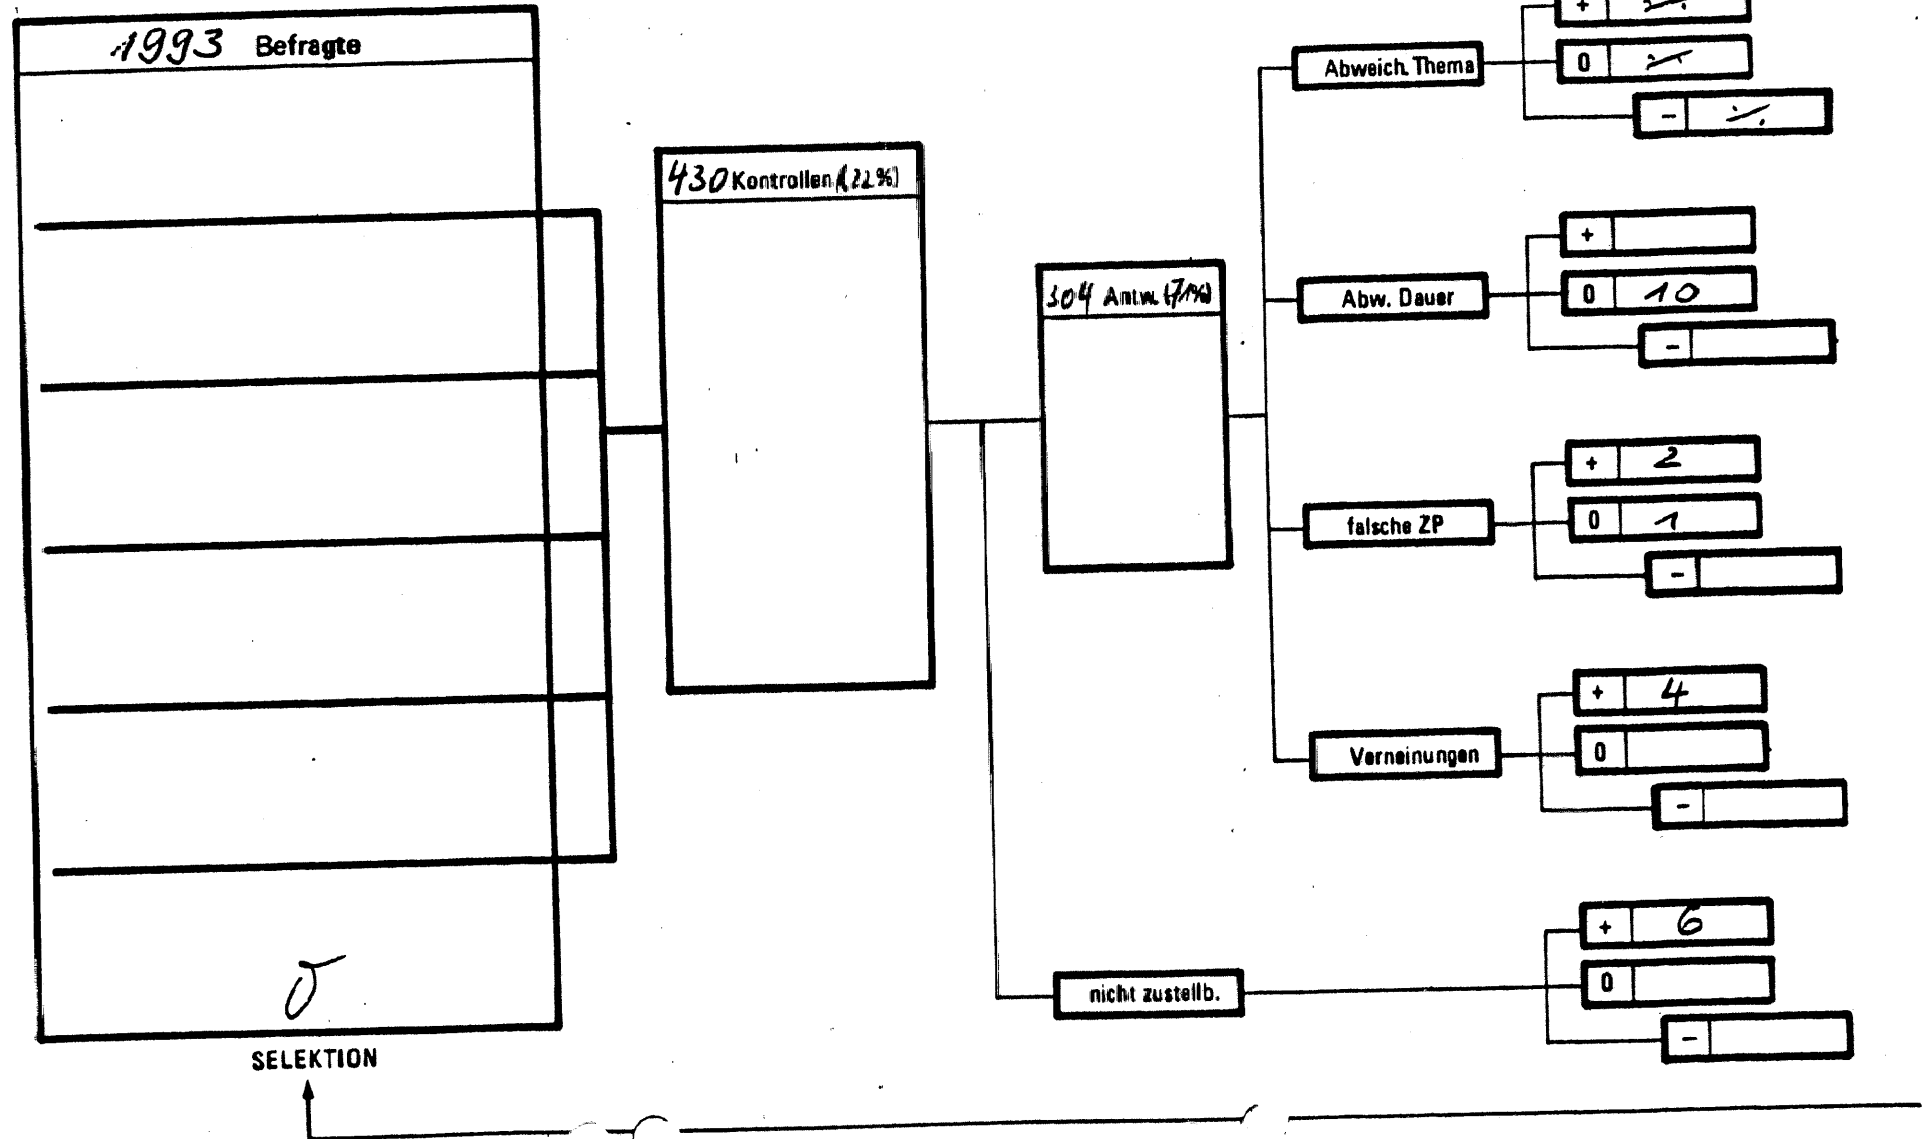 1993 Befragte
430 Kontrollen (22%)
304 Antw. (71%)
Abweich. Thema
+ ·/.
0 ·/.
- ·/.
Abw. Dauer
+
0 10
-
falsche ZP
+ 2
0 1
-
Verneinungen
+ 4
0
-
nicht zustellb.
+ 6
0
-
SELEKTION